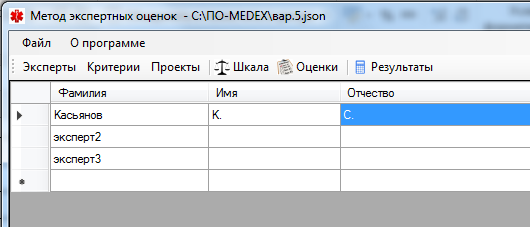 Метод экспертных оценок - C:\ПО-MEDEX\вар.5.json
Файл О программе
Эксперты Критерии Проекты Шкала Оценки Результаты
Фамилия Имя Отчество
Касьянов К. С.
эксперт2
эксперт3